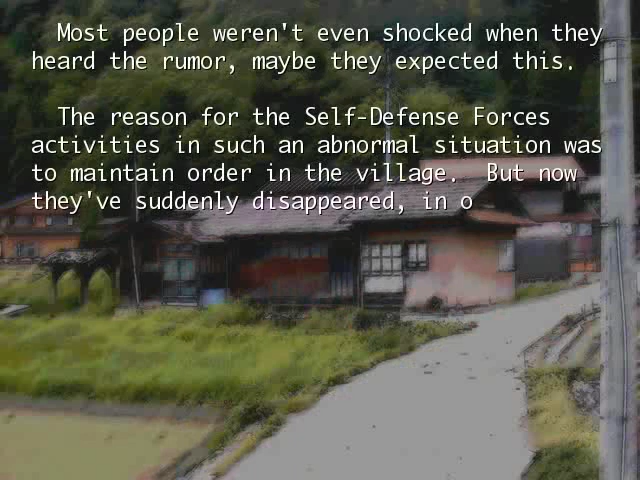 Most people weren't even shocked when they
heard the rumor, maybe they expected this.
The reason for the Self-Defense Forces
activities in such an abnormal situation was
to maintain order in the village.  But now
they've suddenly disappeared, in o